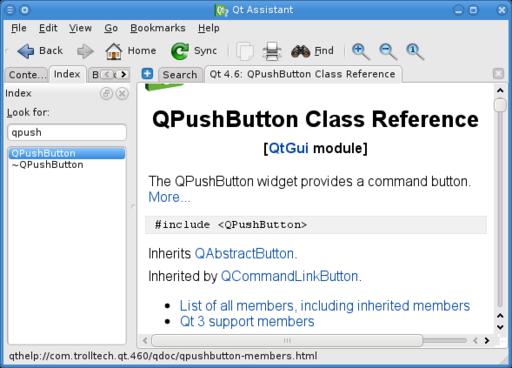 Qt Assistant
File Edit View Go Bookmarks Help
Back Home Sync Find
Conte... Index B
Search Qt 4.6: QPushButton Class Reference
Index
Look for:
qpush
QPushButton
~QPushButton
QPushButton Class Reference
[QtGui module]
The QPushButton widget provides a command button.
More...
#include <QPushButton>
Inherits QAbstractButton.
Inherited by QCommandLinkButton.
List of all members, including inherited members
Qt 3 support members
qthelp://com.trolltech.qt.460/qdoc/qpushbutton-members.html